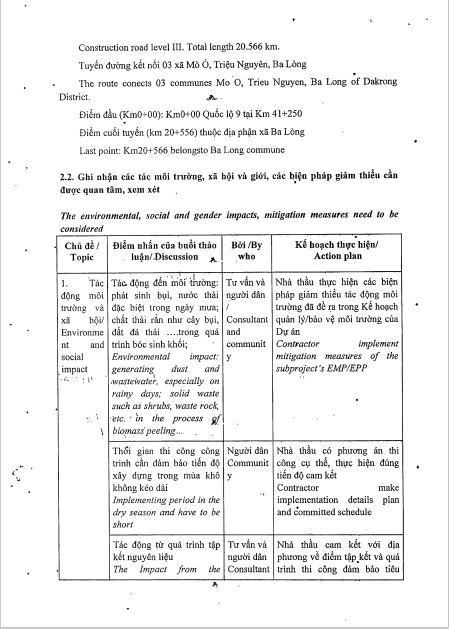 Construction road level III. Total length 20.566 km.
Tuyến đường kết nối 03 xã Mò Ó, Triệu Nguyên, Ba Lòng
The route conects 03 communes Mo O, Trieu Nguyen, Ba Long of Dakrong
District.
Điểm đầu (Km0+00): Km0+00 Quốc lộ 9 tại Km 41+250
Điểm cuối tuyến (km 20+556) thuộc địa phận xã Ba Lòng
Last point: Km20+566 belongsto Ba Long commune
2.2. Ghi nhận các tác môi trường, xã hội và giới, các biện pháp giảm thiểu cần
được quan tâm, xem xét
The environmental, social and gender impacts, mitigation measures need to be
considered
Chủ đề /
Topic
Điểm nhấn của buổi thảo
luận/ Discussion
Bởi /By
who
Kế hoạch thực hiện/
Action plan
1. Tác
động môi
trường và
xã hội/
Environme
nt and
social
impact
Tác động đến môi trường:
phát sinh bụi, nước thải
đặc biệt trong ngày mưa;
chất thải rắn như cây bụi,
đất đá thải ….trong quá
trình bóc sinh khối;
Environmental impact:
generating dust and
wastewater, especially on
rainy days; solid waste
such as shrubs, waste rock,
etc. in the process of
biomass peeling…
Tư vấn và
người dân
/
Consultant
and
communit
y
Nhà thầu thực hiện các biện
pháp giảm thiểu tác động môi
trường đã đề ra trong Kế hoạch
quản lý/bảo vệ môi trường của
Dự án
Contractor implement
mitigation measures of the
subproject's EMP/EPP
Thời gian thi công công
trình cần đảm bảo tiến độ
xây dựng trong mùa khô
không kéo dài
Implementing period in the
dry season and have to be
short
Người dân
Communit
y
Nhà thầu có phương án thi
công cụ thể, thực hiện đúng
tiến độ cam kết
Contractor make
implementation details plan
and committed schedule
Tác động từ quá trình tập
kết nguyên liệu
The Impact from the
Tư vấn và
người dân
Consultant
Nhà thầu cam kết với địa
phương về điểm tập kết và quá
trình thi công đảm bảo tiêu